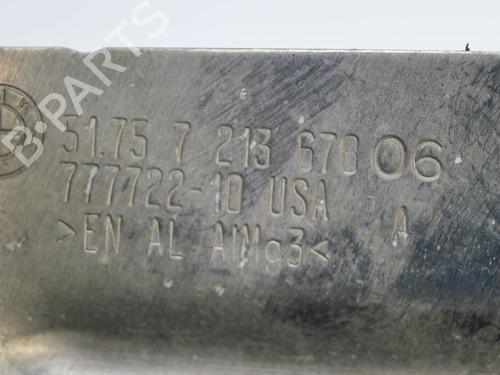 B-PARTS
51.75 7 213 678 06
777722-10 USA A
>EN AL AlMg3<